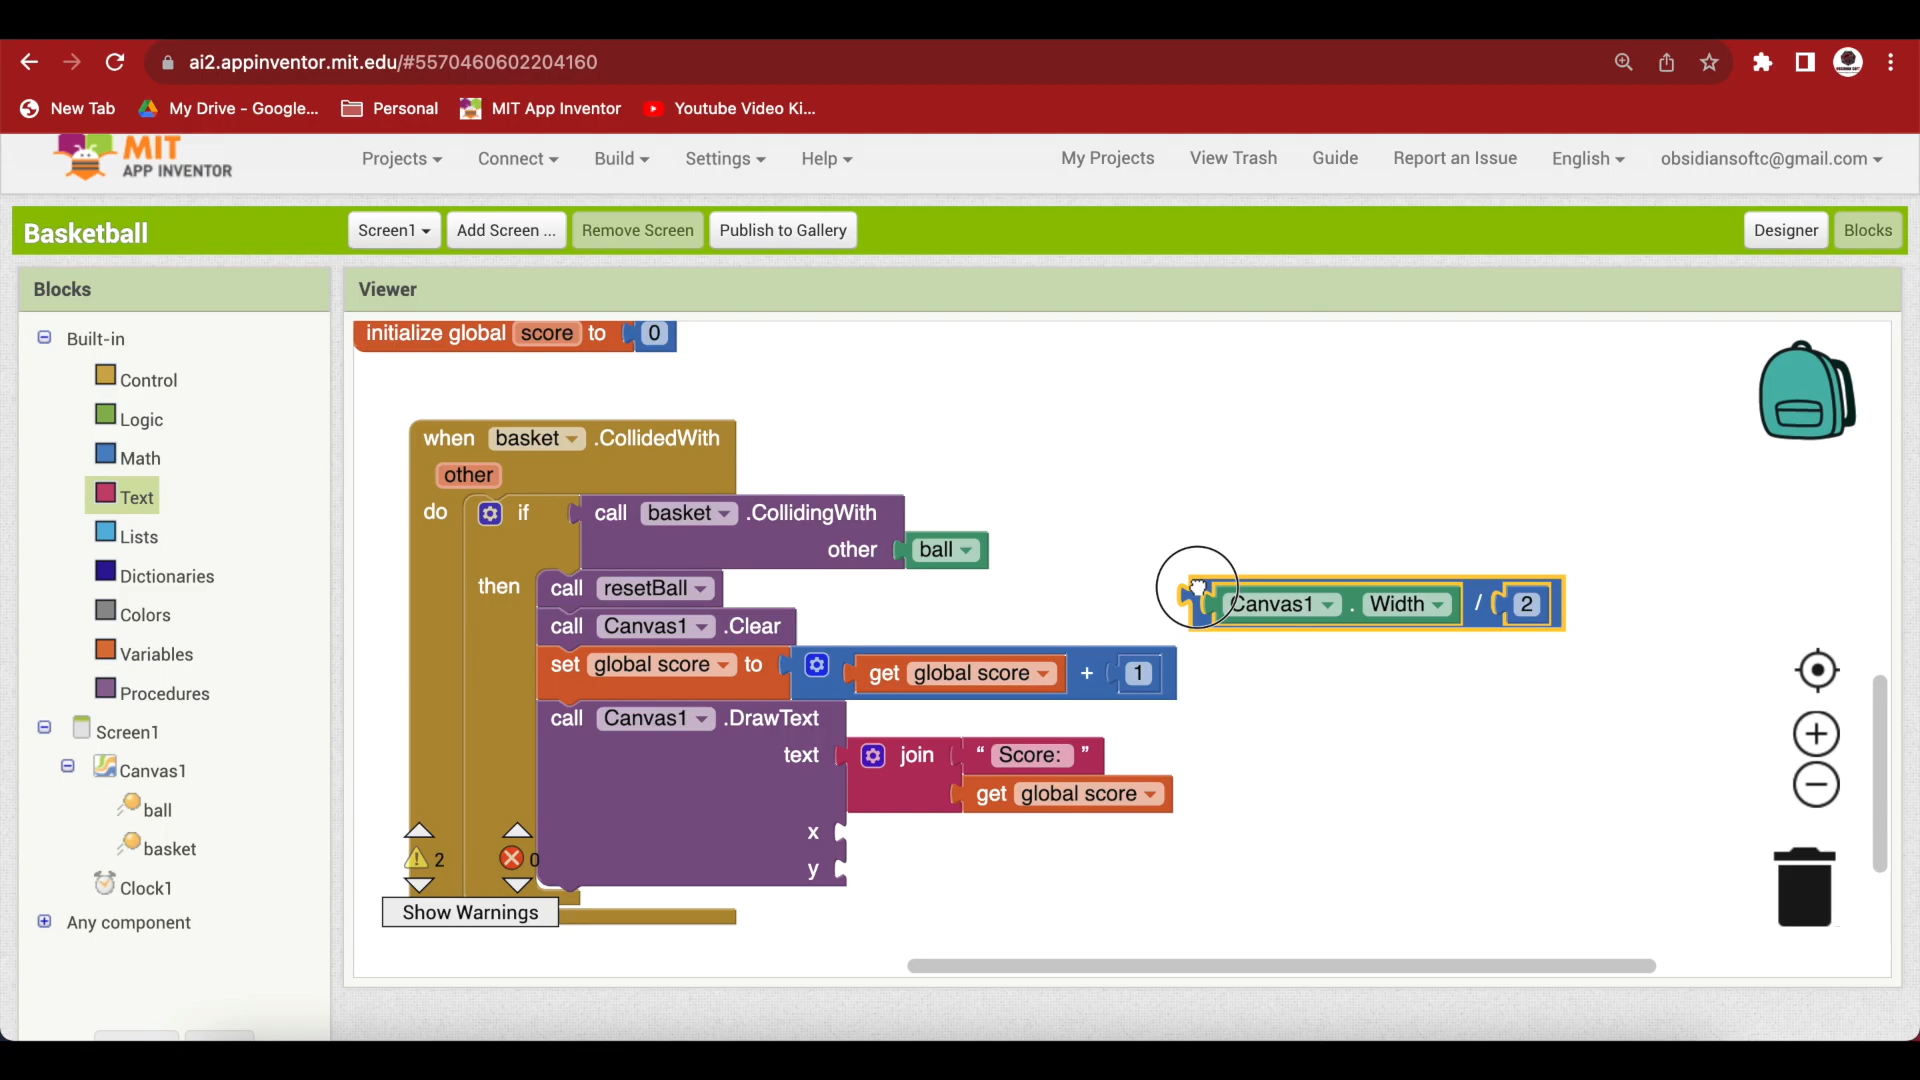 ai2.appinventor.mit.edu/#5570460602204160
New Tab My Drive - Google... Personal MIT App Inventor Youtube Video Ki...
MIT
APP INVENTOR
Projects Connect Build Settings Help My Projects View Trash Guide Report an Issue English obsidiansoftc@gmail.com
Basketball Screen1 Add Screen ... Remove Screen Publish to Gallery Designer Blocks
Blocks Viewer
initialize global score to 0
Built-in
Control
Logic
Math
Text
Lists
Dictionaries
Colors
Variables
Procedures
Screen1
Canvas1
ball
basket
Clock1
Any component
when basket .CollidedWith
other
do if call basket .CollidingWith
other ball
then call resetBall
Canvas1 . Width / 2
call Canvas1 .Clear
set global score to get global score + 1
call Canvas1 .DrawText
text join “ Score: ”
get global score
x
y
2 0
Show Warnings